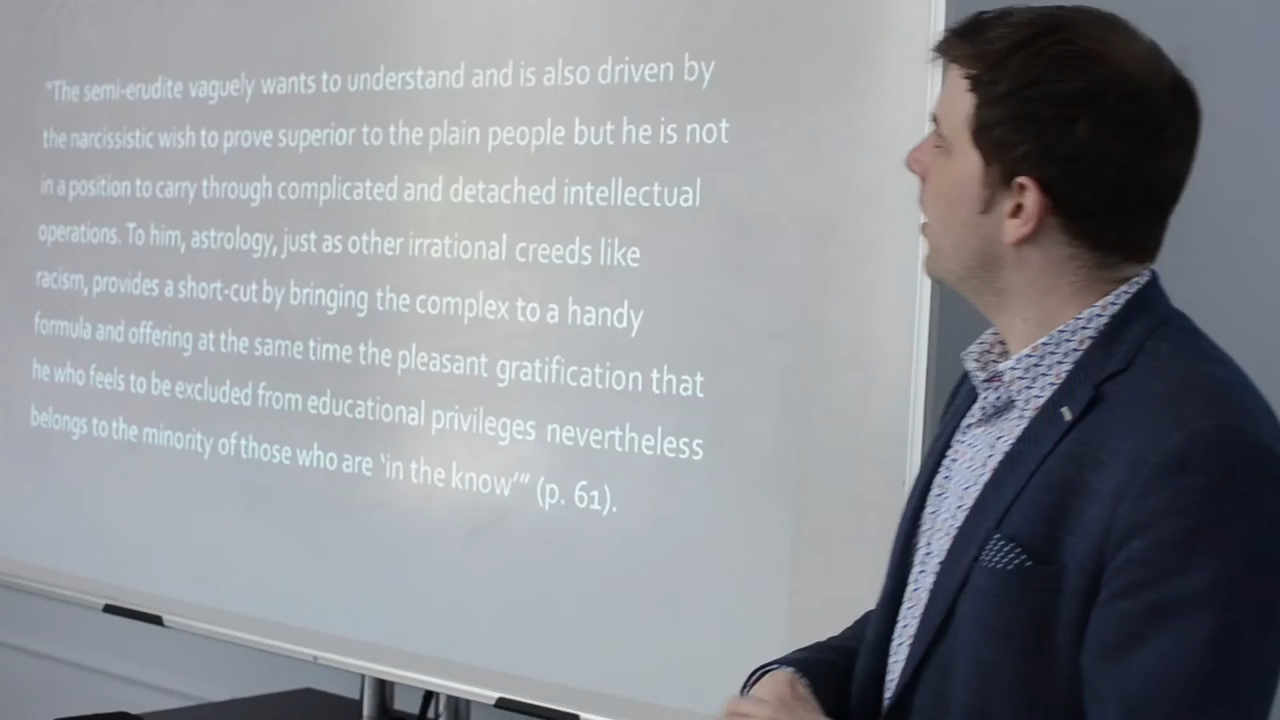 "The semi-erudite vaguely wants to understand and is also driven by
the narcissistic wish to prove superior to the plain people but he is not
in a position to carry through complicated and detached intellectual
operations. To him, astrology, just as other irrational creeds like
racism, provides a short-cut by bringing the complex to a handy
formula and offering at the same time the pleasant gratification that
he who feels to be excluded from educational privileges nevertheless
belongs to the minority of those who are ‘in the know’” (p. 61).